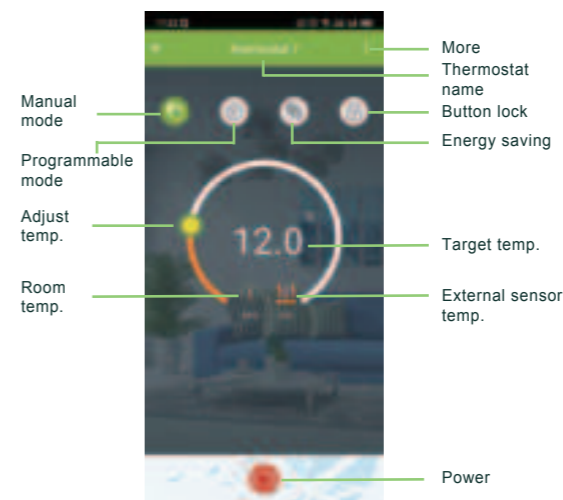 More
Thermostat
name
Manual
mode
Button lock
Energy saving
Programmable
mode
Adjust
temp.
12.0
Target temp.
Room
temp.
External sensor
temp.
Power